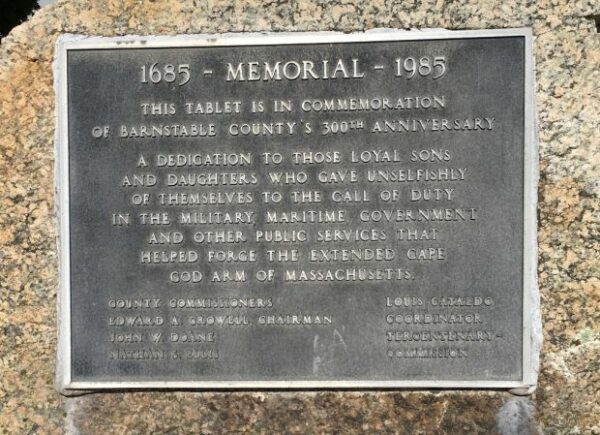 1685 - MEMORIAL - 1985
THIS TABLET IS IN COMMEMORATION
OF BARNSTABLE COUNTY'S 300TH ANNIVERSARY
A DEDICATION TO THOSE LOYAL SONS
AND DAUGHTERS WHO GAVE UNSELFISHLY
OF THEMSELVES TO THE CALL OF DUTY
IN THE MILITARY, MARITIME GOVERNMENT
AND OTHER PUBLIC SERVICES THAT
HELPED FORGE THE EXTENDED CAPE
COD ARM OF MASSACHUSETTS.
COUNTY COMMISSIONERS
EDWARD A. CROWELL, CHAIRMAN
JOHN W. DOANE
LOUIS CATALDO
COORDINATOR
TERCENTENARY-
COMMISSION